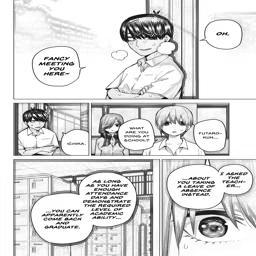 OH,
FANCY
MEETING
YOU
HERE~
FUTARO-
KUN...
WHAT
ARE YOU
DOING AT
SCHOOL?
ICHIKA.
I ASKED
THE
TEACH-
ER...
...ABOUT
YOU TAKING
A LEAVE OF
ABSENCE
INSTEAD.
AS LONG
AS YOU
HAVE ENOUGH
ATTENDANCE
DAYS AND
DEMONSTRATE
THE REQUIRED
LEVEL OF
ACADEMIC
ABILITY...
...YOU CAN
APPARENTLY
COME BACK
AND
GRADUATE.